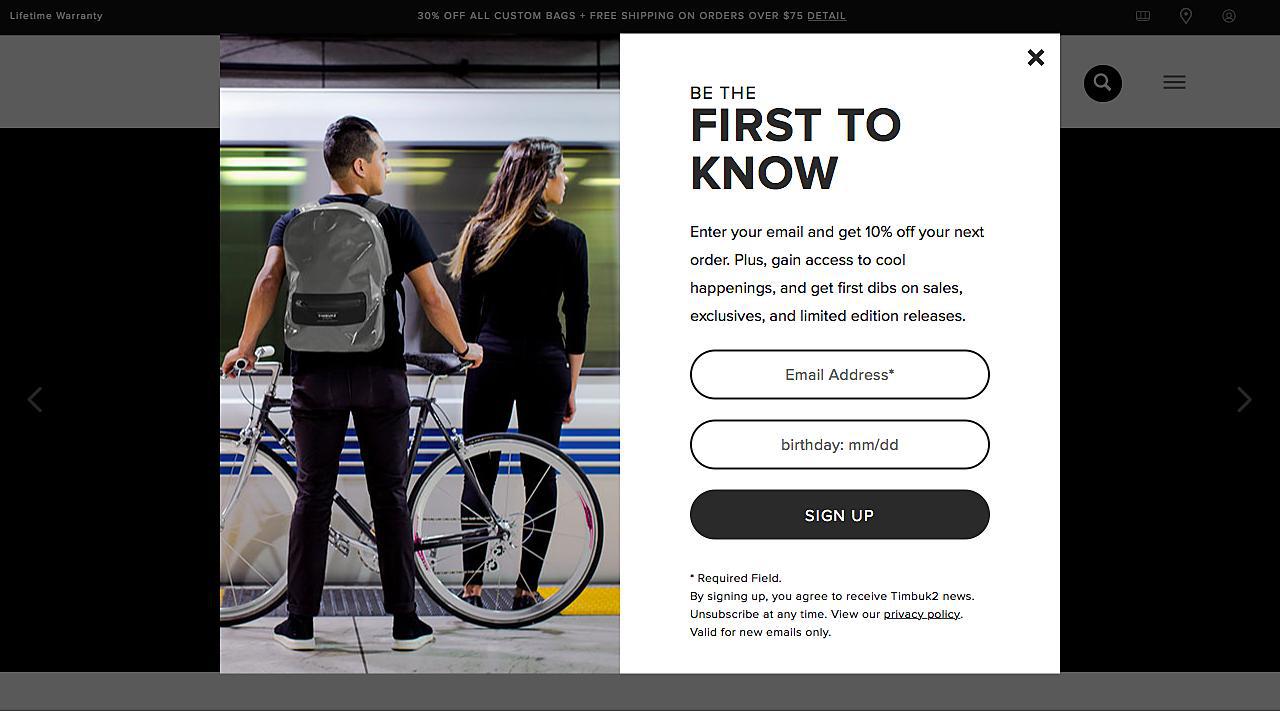 Lifetime Warranty
30% OFF ALL CUSTOM BAGS + FREE SHIPPING ON ORDERS OVER $75 DETAIL
BE THE
FIRST TO
KNOW
Enter your email and get 10% off your next
order. Plus, gain access to cool
happenings, and get first dibs on sales,
exclusives, and limited edition releases.
Email Address*
birthday: mm/dd
SIGN UP
* Required Field.
By signing up, you agree to receive Timbuk2 news.
Unsubscribe at any time. View our privacy policy.
Valid for new emails only.
TIMBUK2